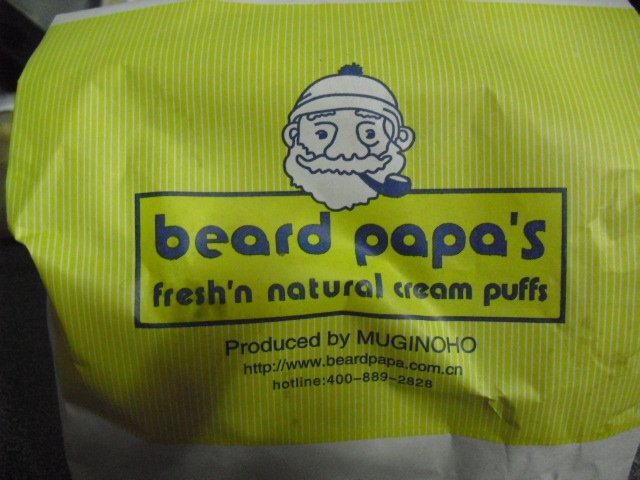 beard papa's
fresh'n natural cream puffs
Produced by MUGINOHO
http://www.beardpapa.com.cn
hotline:400-889-2828